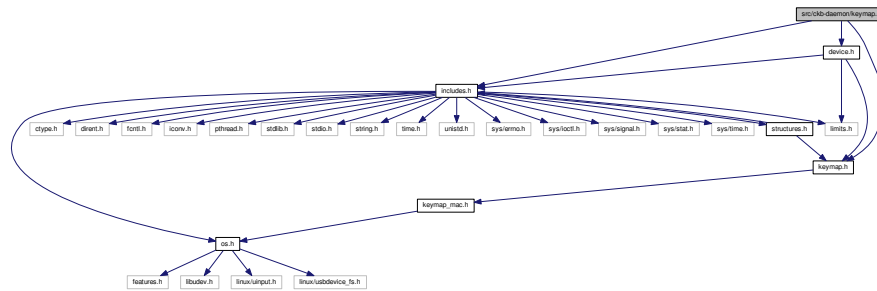 src/ckb-daemon/keymap.c
device.h
includes.h
ctype.h
dirent.h
fcntl.h
iconv.h
pthread.h
stdlib.h
stdio.h
string.h
time.h
unistd.h
sys/errno.h
sys/ioctl.h
sys/signal.h
sys/stat.h
sys/time.h
structures.h
limits.h
keymap.h
keymap_mac.h
os.h
features.h
libudev.h
linux/uinput.h
linux/usbdevice_fs.h